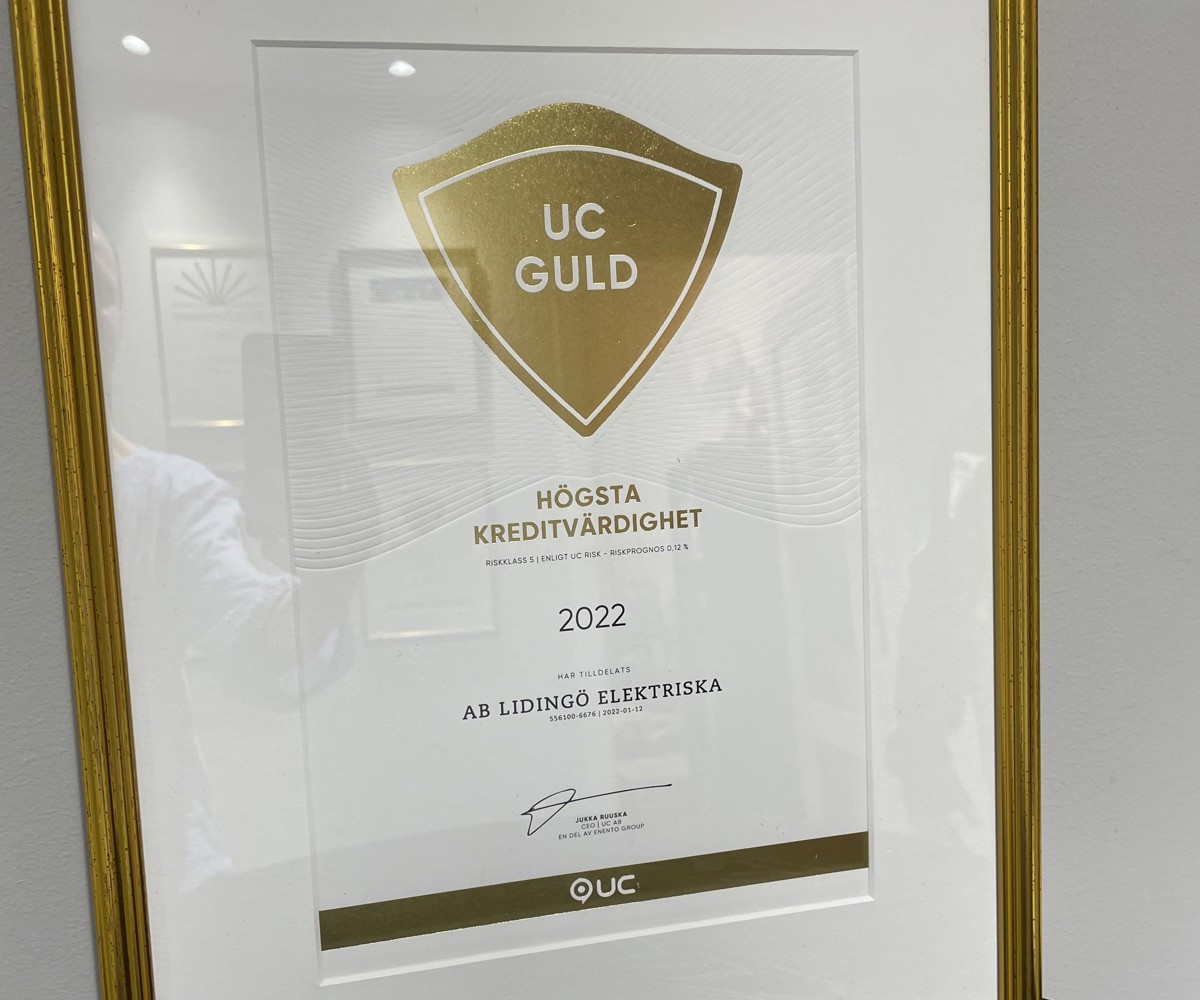 UC
GULD
HÖGSTA
KREDITVÄRDIGHET
RISKKLASS 5 | ENLIGT UC RISK - RISKPROGNOS 0,12 %
2022
HAR TILLDELATS
AB LIDINGÖ ELEKTRISKA
556100-6676 | 2022-01-12
JUKKA RUUSKA
CEO | UC AB
EN DEL AV ENENTO GROUP
UC